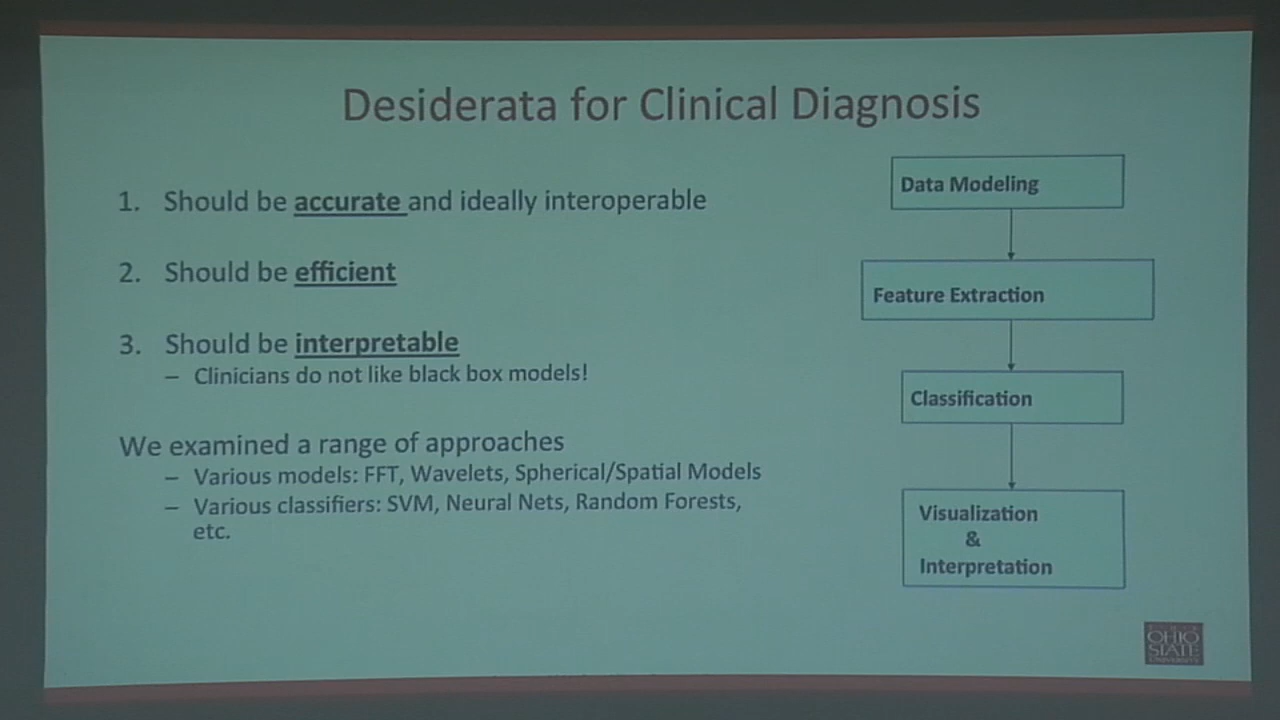 Desiderata for Clinical Diagnosis
1. Should be accurate and ideally interoperable
2. Should be efficient
3. Should be interpretable
– Clinicians do not like black box models!
We examined a range of approaches
– Various models: FFT, Wavelets, Spherical/Spatial Models
– Various classifiers: SVM, Neural Nets, Random Forests,
etc.
Data Modeling
Feature Extraction
Classification
Visualization
&
Interpretation
OHIO
STATE
UNIVERSITY